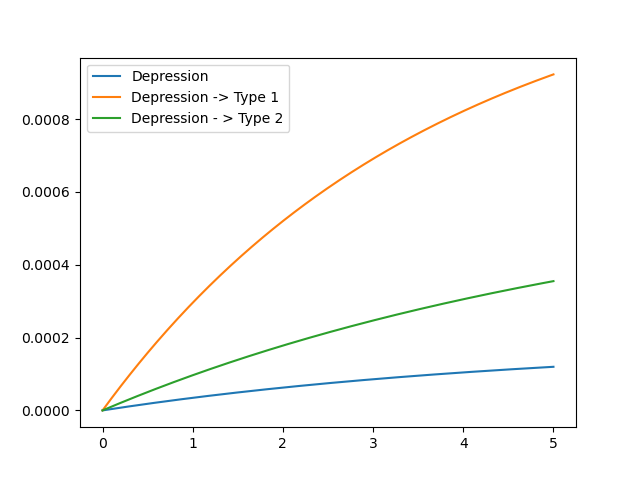 Depression
Depression -> Type 1
Depression - > Type 2
0.0008
0.0006
0.0004
0.0002
0.0000
0 1 2 3 4 5